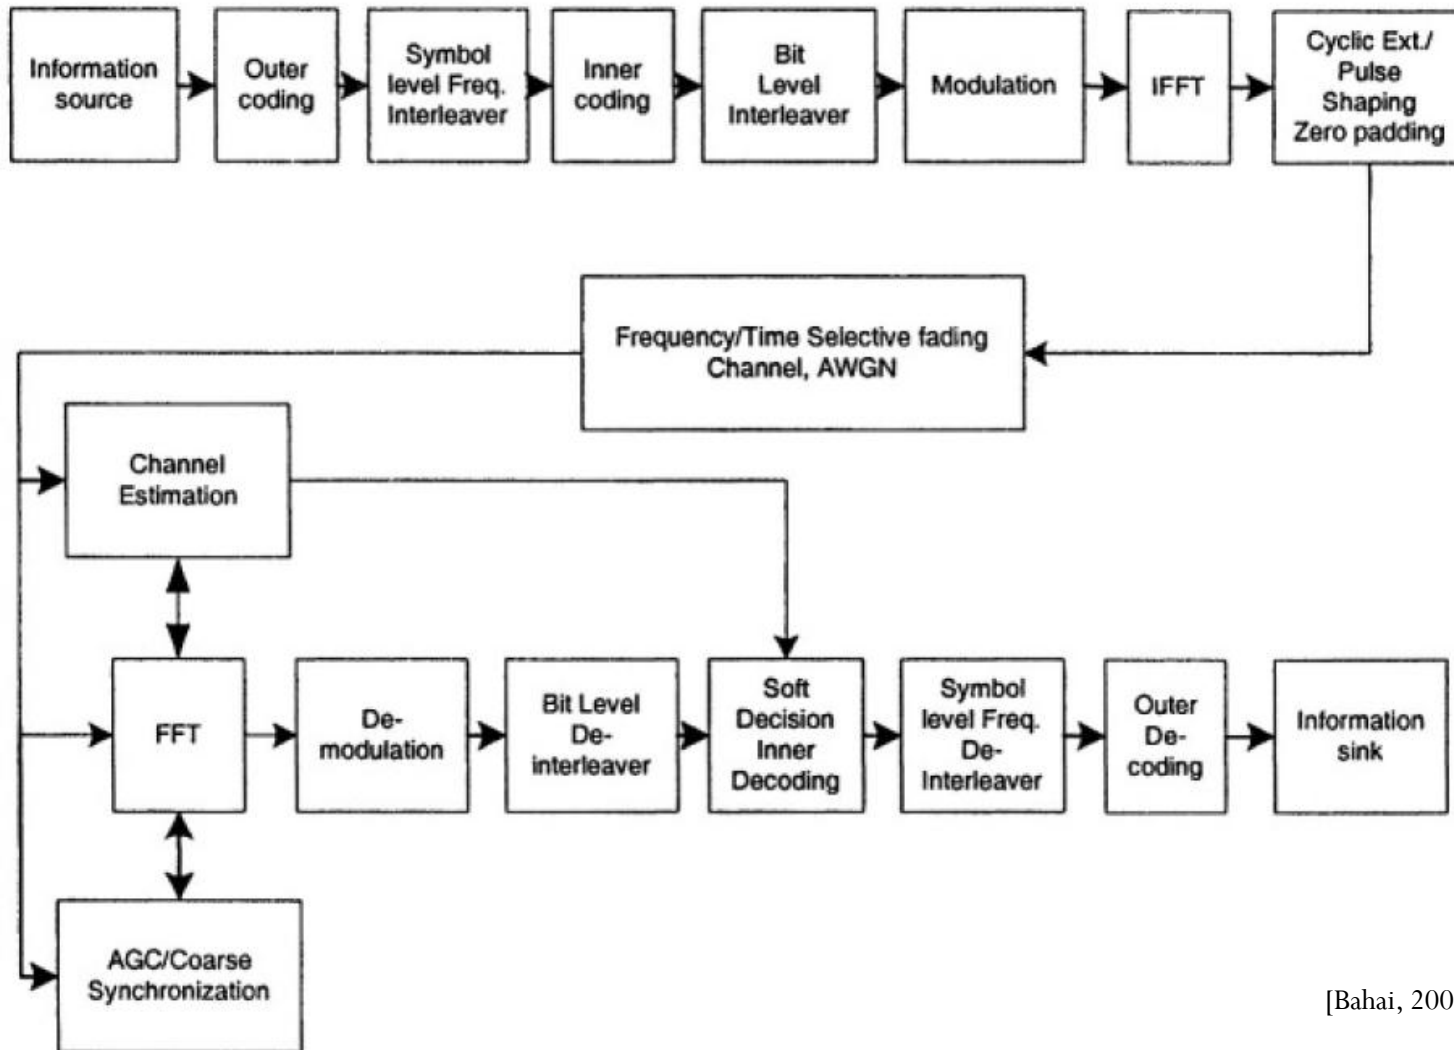 Information
source
Outer
coding
Symbol
level Freq.
Interleaver
Inner
coding
Bit
Level
Interleaver
Modulation
IFFT
Cyclic Ext./
Pulse
Shaping
Zero padding
Frequency/Time Selective fading
Channel, AWGN
Channel
Estimation
FFT
De-
modulation
Bit Level
De-
interleaver
Soft
Decision
Inner
Decoding
Symbol
level Freq.
De-
Interleaver
Outer
De-
coding
Information
sink
AGC/Coarse
Synchronization
[Bahai, 200